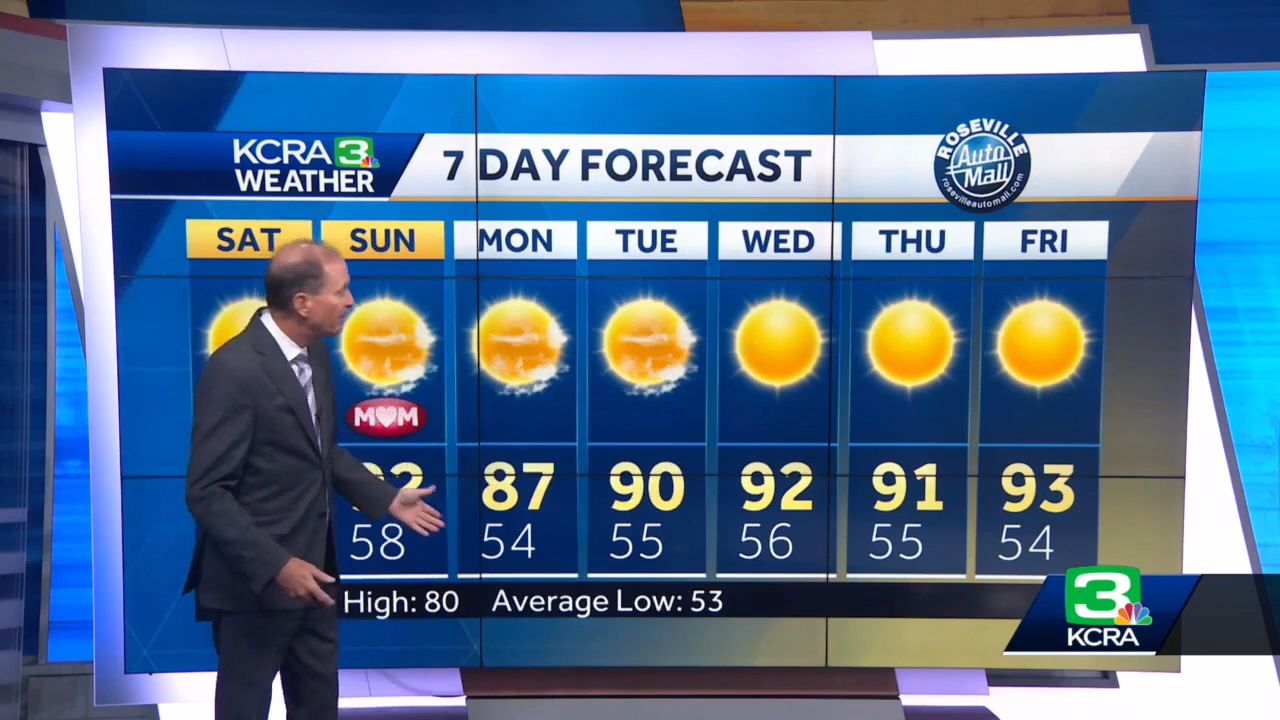 KCRA 3
WEATHER
7 DAY FORECAST
ROSEVILLE
Auto
Mall
rosevilleautomall.com
SAT SUN MON TUE WED THU FRI
M♥M
87 90 92 91 93
58 54 55 56 55 54
High: 80 Average Low: 53
3
KCRA